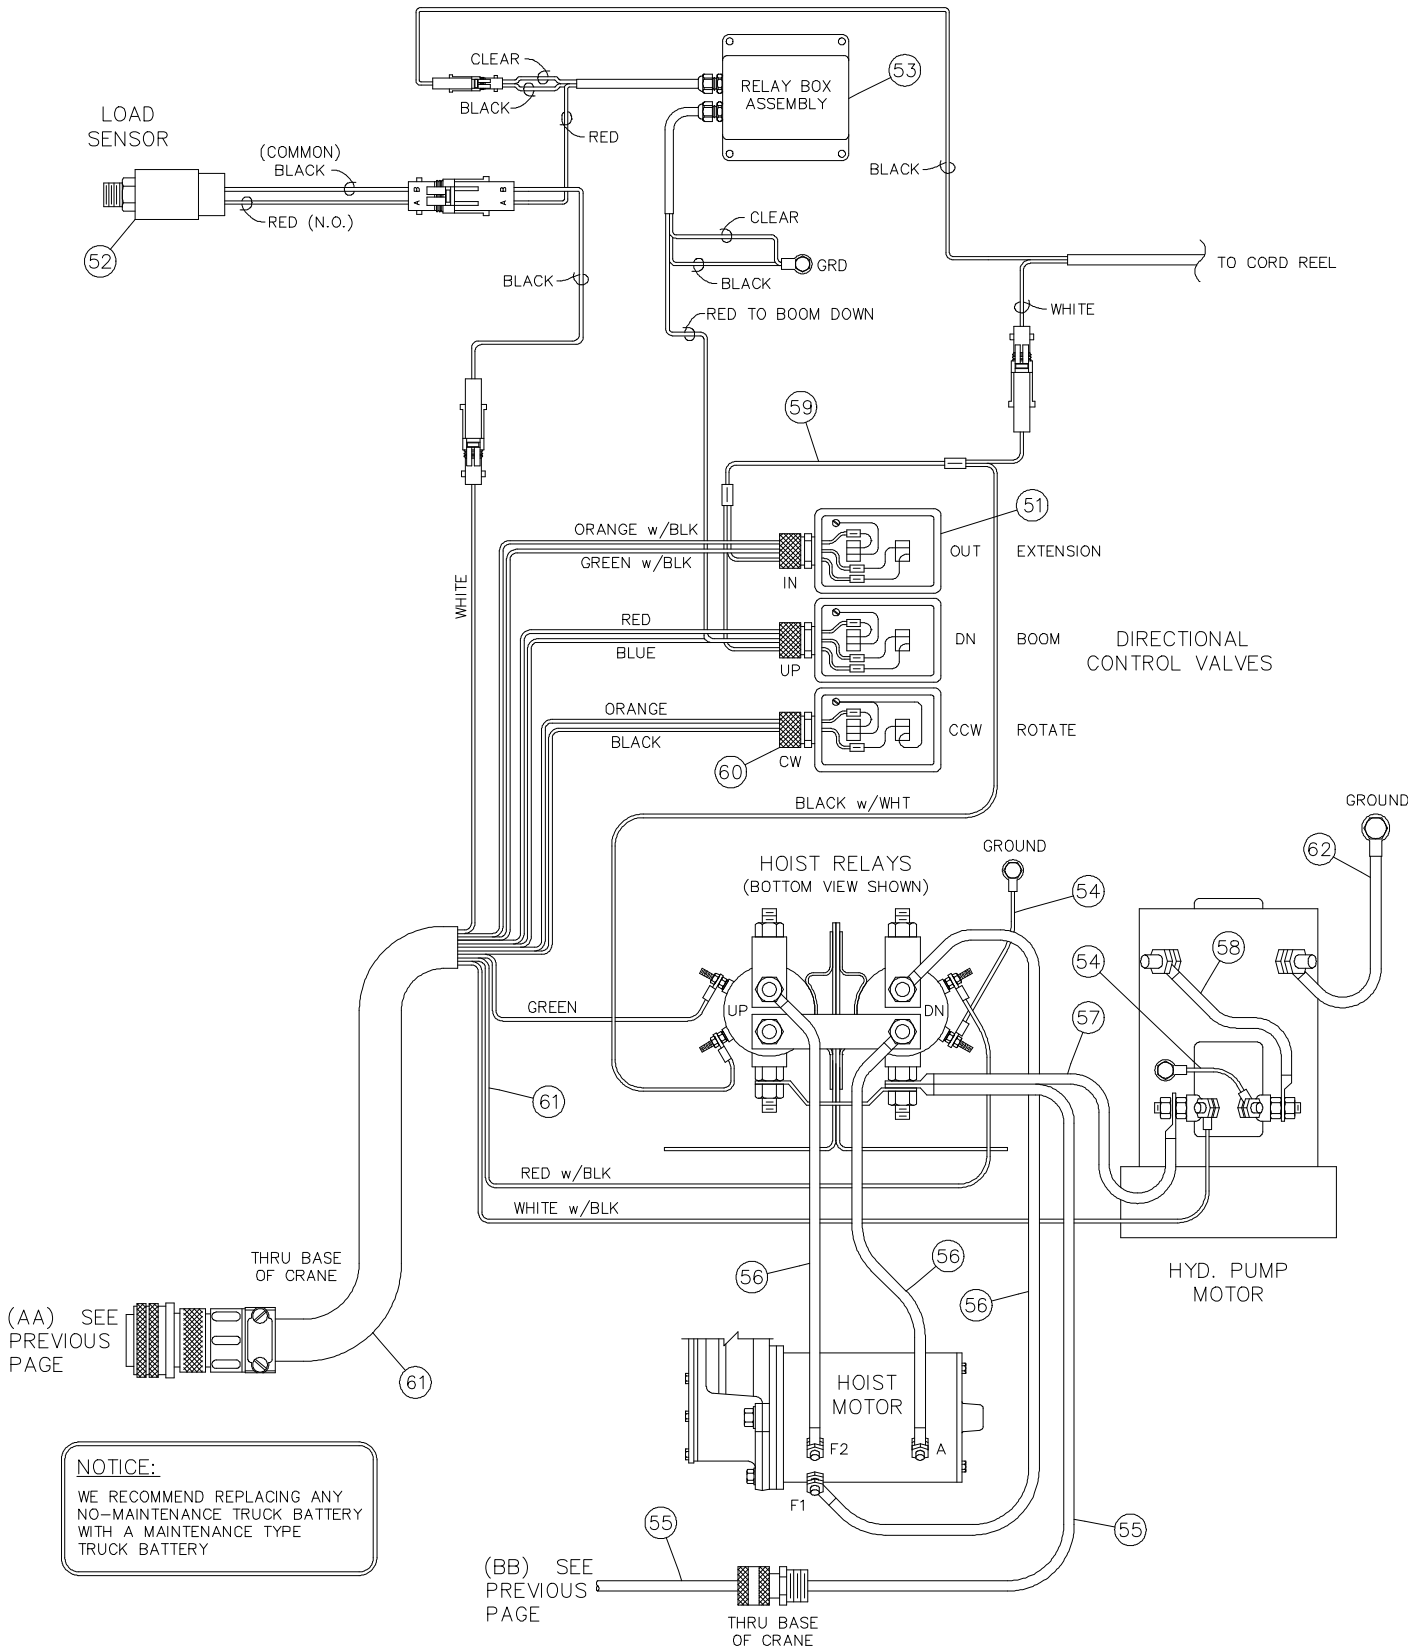 CLEAR
BLACK
RED
RELAY BOX
ASSEMBLY
53
LOAD
SENSOR
(COMMON)
BLACK
RED (N.O.)
B
A
B
A
52
BLACK
CLEAR
BLACK
GRD
BLACK
TO CORD REEL
WHITE
RED TO BOOM DOWN
59
51
ORANGE w/BLK
GREEN w/BLK
IN
OUT
EXTENSION
WHITE
RED
BLUE
UP
DN
BOOM
DIRECTIONAL
CONTROL VALVES
ORANGE
BLACK
CW
CCW
ROTATE
60
BLACK w/WHT
GROUND
62
HOIST RELAYS
(BOTTOM VIEW SHOWN)
GROUND
54
58
54
57
GREEN
UP
DN
61
RED w/BLK
WHITE w/BLK
HYD. PUMP
MOTOR
THRU BASE
OF CRANE
(AA) SEE
PREVIOUS
PAGE
61
56
56
56
HOIST
MOTOR
F2
A
F1
NOTICE:
WE RECOMMEND REPLACING ANY
NO-MAINTENANCE TRUCK BATTERY
WITH A MAINTENANCE TYPE
TRUCK BATTERY
55
55
(BB) SEE
PREVIOUS
PAGE
THRU BASE
OF CRANE